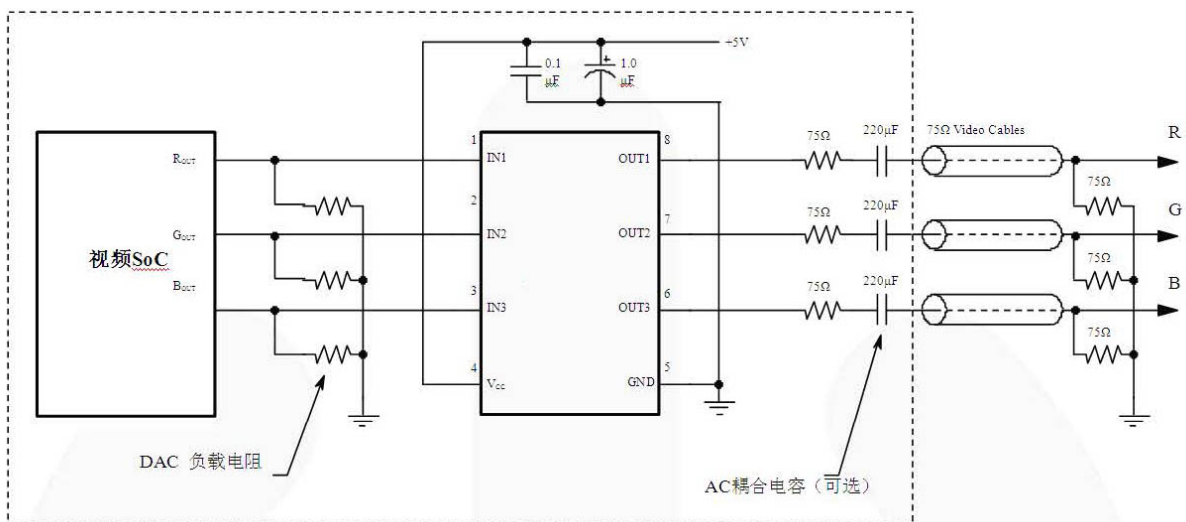 +5V
0.1
μF
1.0
μF
75Ω
220μF
75Ω Video Cables
R
1
8
ROUT
IN1
OUT1
75Ω
2
7
75Ω
220μF
G
GOUT
IN2
OUT2
视频SoC
75Ω
BOUT
3
6
75Ω
220μF
B
IN3
OUT3
75Ω
4
5
VCC
GND
DAC 负载电阻
AC耦合电容（可选）